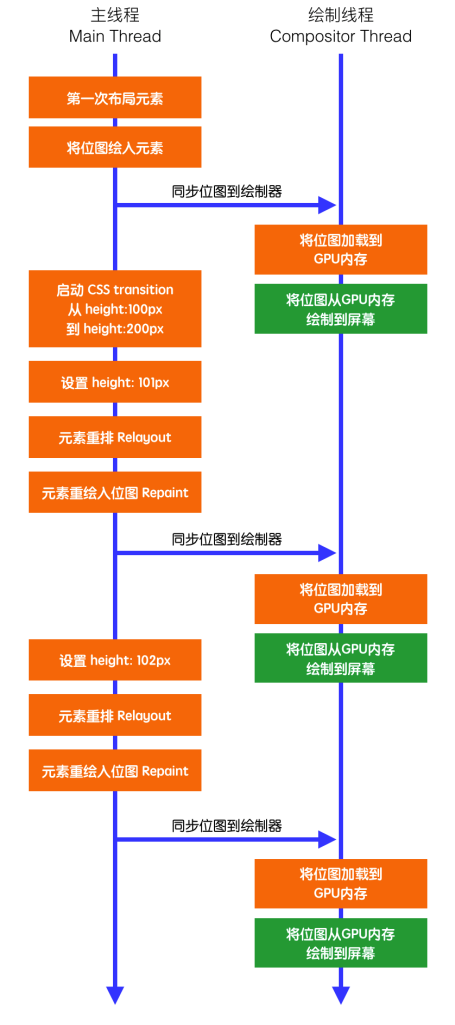 主线程
Main Thread
绘制线程
Compositor Thread
第一次布局元素
将位图绘入元素
同步位图到绘制器
将位图加载到
GPU内存
启动 CSS transition
从 height:100px
到 height:200px
将位图从GPU内存
绘制到屏幕
设置 height: 101px
元素重排 Relayout
元素重绘入位图 Repaint
同步位图到绘制器
将位图加载到
GPU内存
设置 height: 102px
将位图从GPU内存
绘制到屏幕
元素重排 Relayout
元素重绘入位图 Repaint
同步位图到绘制器
将位图加载到
GPU内存
将位图从GPU内存
绘制到屏幕